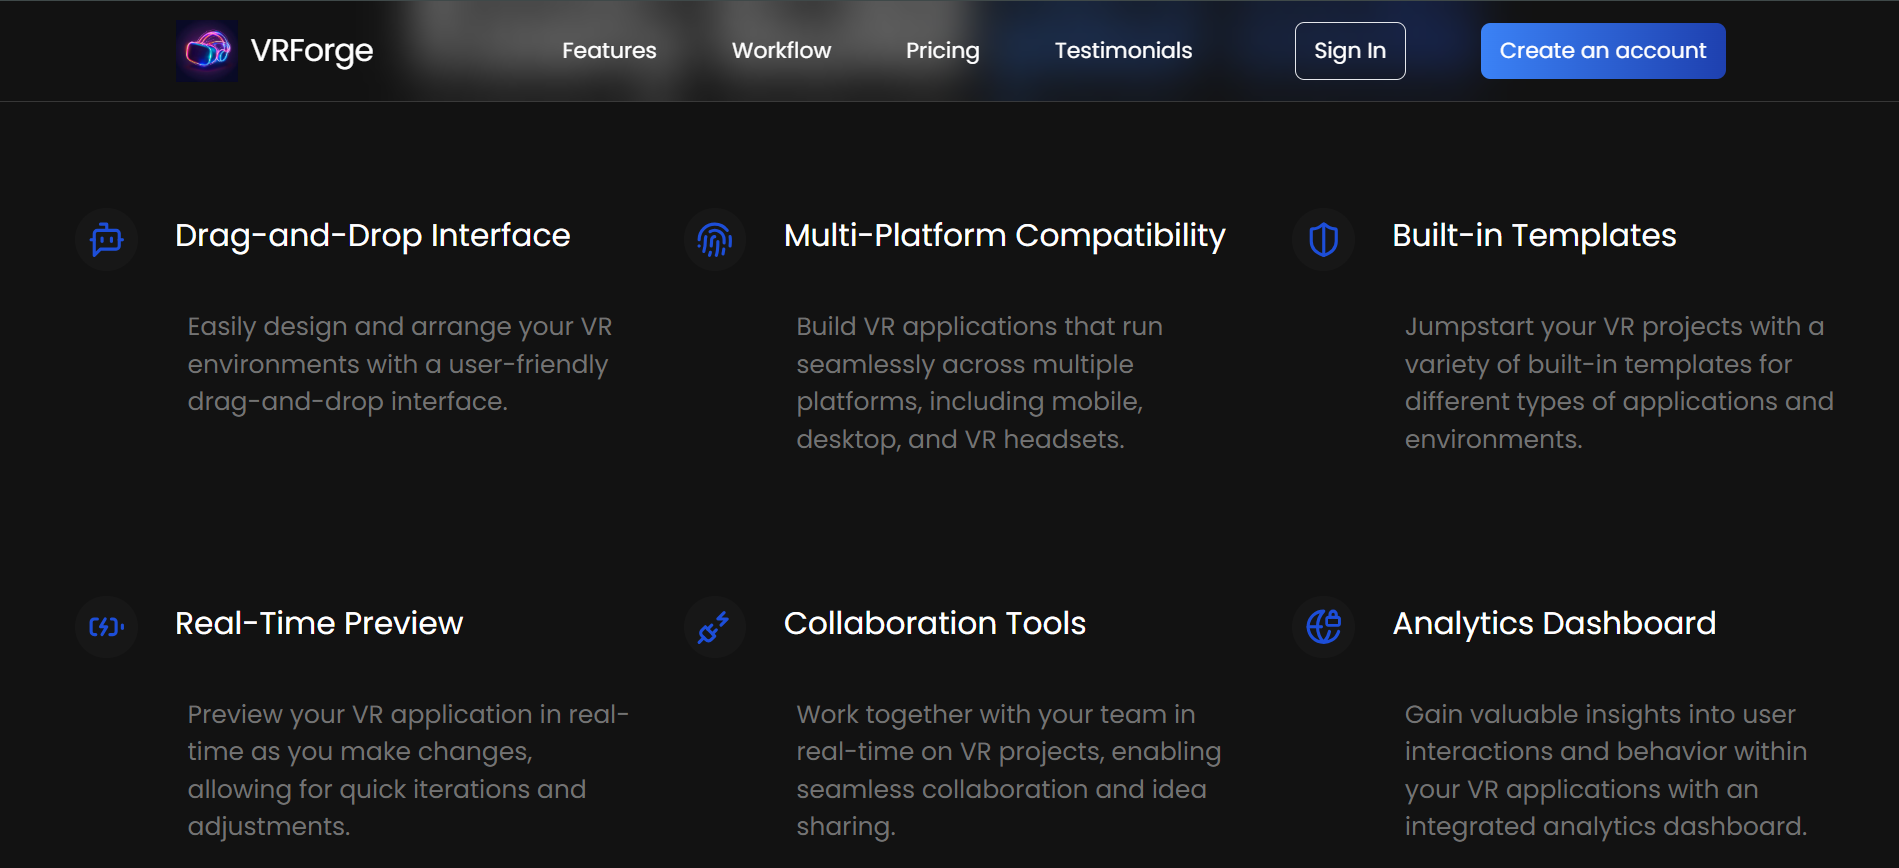 VRForge
Features
Workflow
Pricing
Testimonials
Sign In
Create an account
Drag-and-Drop Interface
Easily design and arrange your VR
environments with a user-friendly
drag-and-drop interface.
Multi-Platform Compatibility
Build VR applications that run
seamlessly across multiple
platforms, including mobile,
desktop, and VR headsets.
Built-in Templates
Jumpstart your VR projects with a
variety of built-in templates for
different types of applications and
environments.
Real-Time Preview
Preview your VR application in real-
time as you make changes,
allowing for quick iterations and
adjustments.
Collaboration Tools
Work together with your team in
real-time on VR projects, enabling
seamless collaboration and idea
sharing.
Analytics Dashboard
Gain valuable insights into user
interactions and behavior within
your VR applications with an
integrated analytics dashboard.